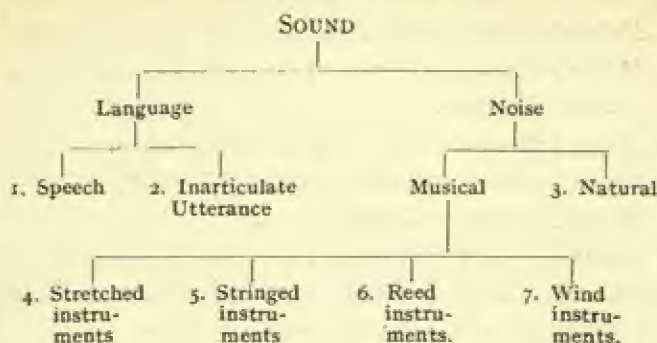 SOUND
Language Noise
1. Speech 2. Inarticulate Musical 3. Natural
Utterance
4. Stretched 5. Stringed 6. Reed 7. Wind
instru- instru- instru- instru-
ments ments ments. ments.